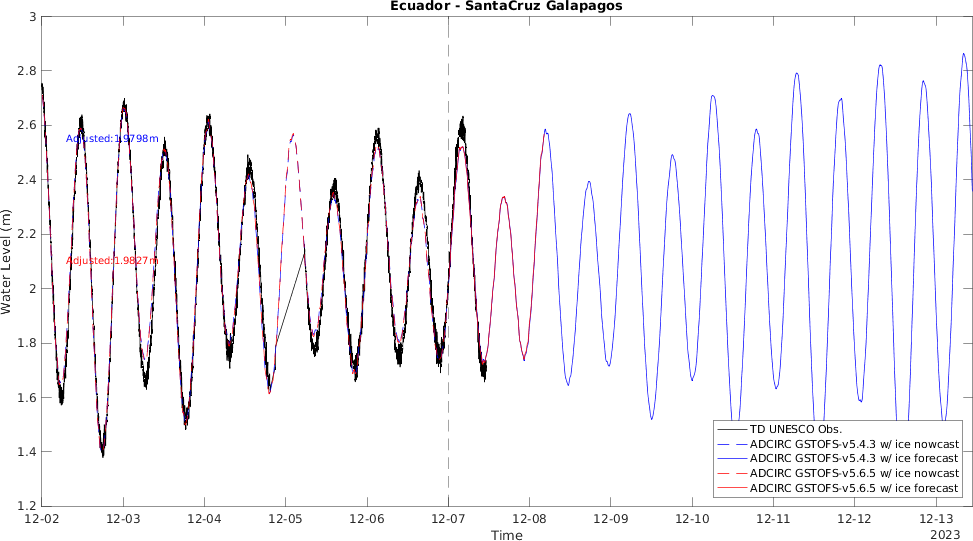 Ecuador - SantaCruz Galapagos
3
2.8
2.6
2.4
2.2
2
1.8
1.6
1.4
1.2
Water Level (m)
Adjusted:1.9798m
Adjusted:1.9827m
TD UNESCO Obs.
ADCIRC GSTOFS-v5.4.3 w/ ice nowcast
ADCIRC GSTOFS-v5.4.3 w/ ice forecast
ADCIRC GSTOFS-v5.6.5 w/ ice nowcast
ADCIRC GSTOFS-v5.6.5 w/ ice forecast
12-02 12-03 12-04 12-05 12-06 12-07 12-08 12-09 12-10 12-11 12-12 12-13
Time
2023